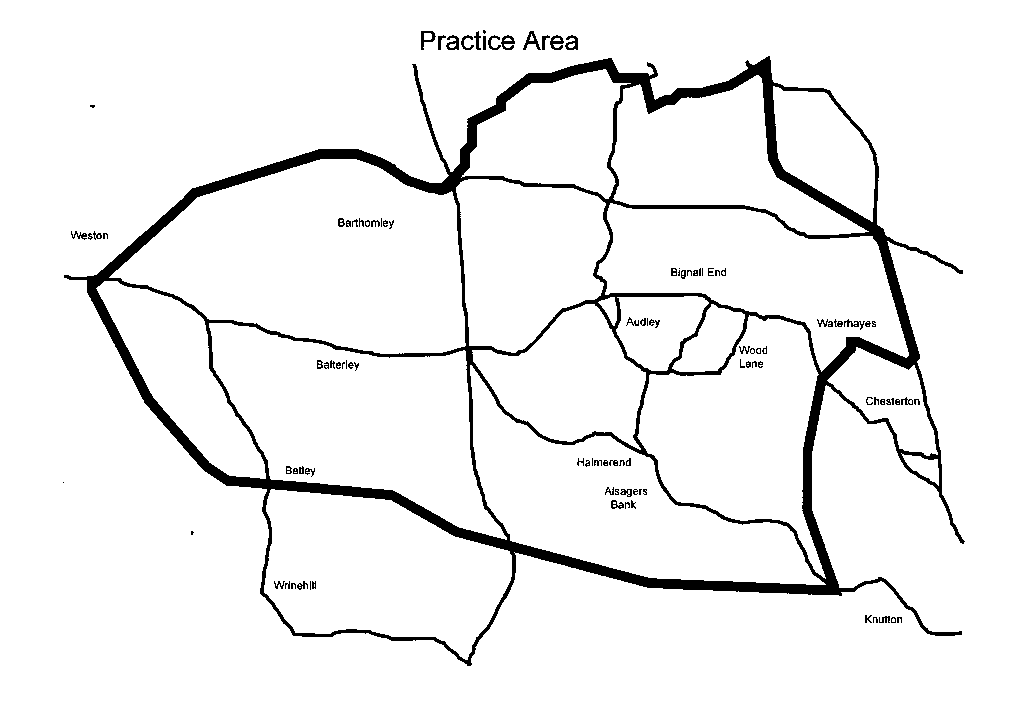 Practice Area
Barthomley
Weston
Bignall End
Audley
Waterhayes
Wood
Lane
Balterley
Chesterton
Halmerend
Betley
Alsagers
Bank
Wrinehill
Knutton